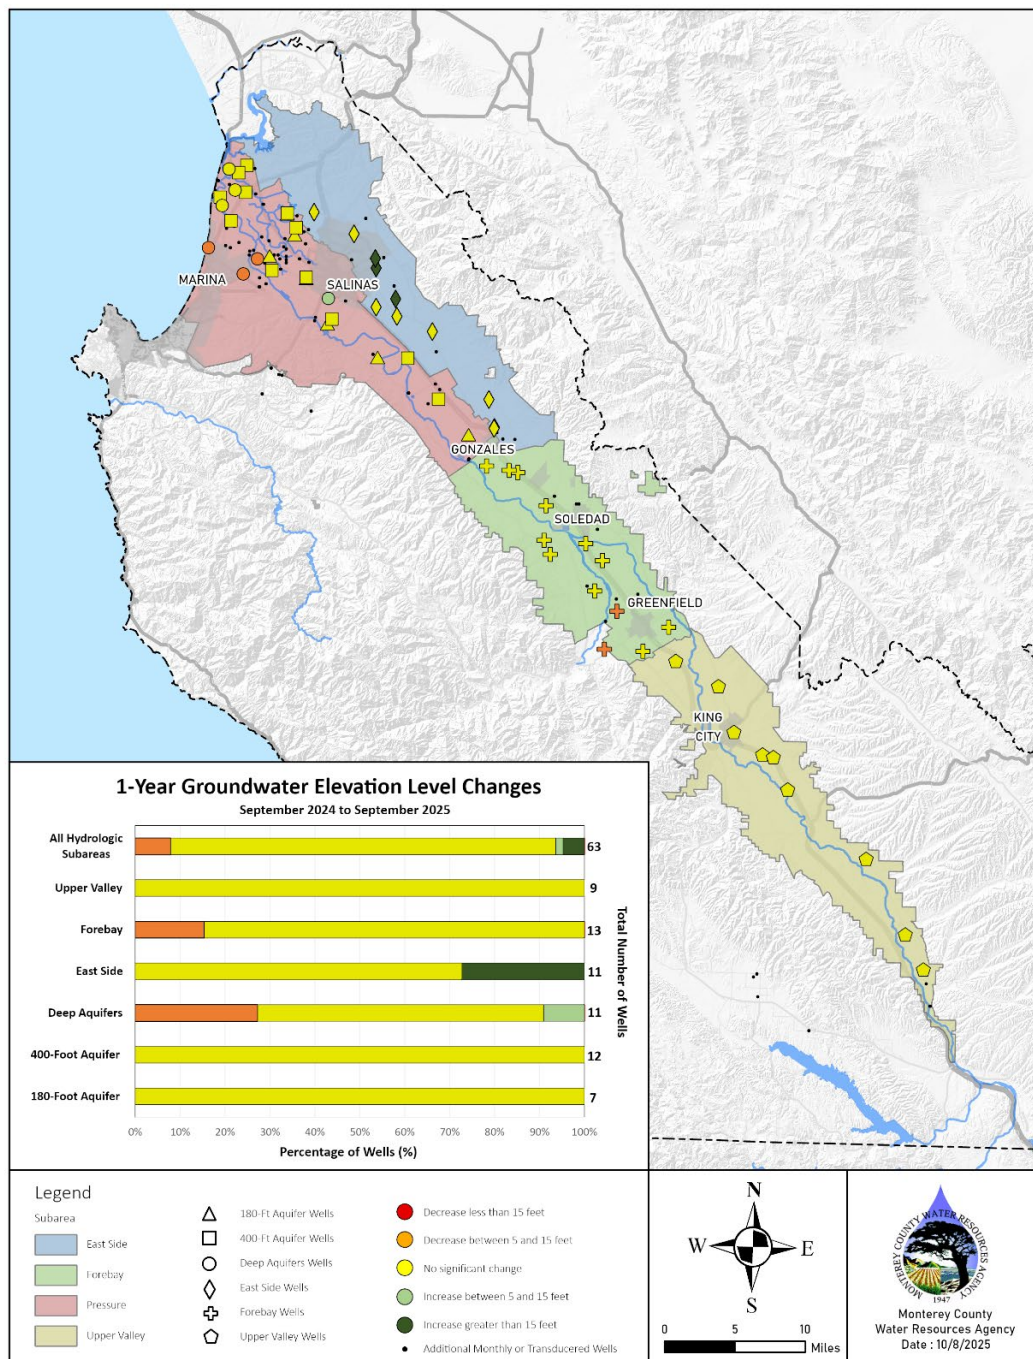 MARINA
SALINAS
GONZALES
SOLEDAD
GREENFIELD
KING
CITY
1-Year Groundwater Elevation Level Changes
September 2024 to September 2025
All Hydrologic
Subareas
63
Upper Valley
9
Forebay
13
East Side
11
Deep Aquifers
11
400-Foot Aquifer
12
180-Foot Aquifer
7
0% 10% 20% 30% 40% 50% 60% 70% 80% 90% 100%
Percentage of Wells (%)
Total Number of Wells
Legend
Subarea
East Side
Forebay
Pressure
Upper Valley
180-Ft Aquifer Wells
400-Ft Aquifer Wells
Deep Aquifers Wells
East Side Wells
Forebay Wells
Upper Valley Wells
Decrease less than 15 feet
Decrease between 5 and 15 feet
No significant change
Increase between 5 and 15 feet
Increase greater than 15 feet
Additional Monthly or Transducered Wells
N
W E
S
0 5 10
Miles
MONTEREY COUNTY WATER RESOURCES AGENCY
1947
Monterey County
Water Resources Agency
Date : 10/8/2025